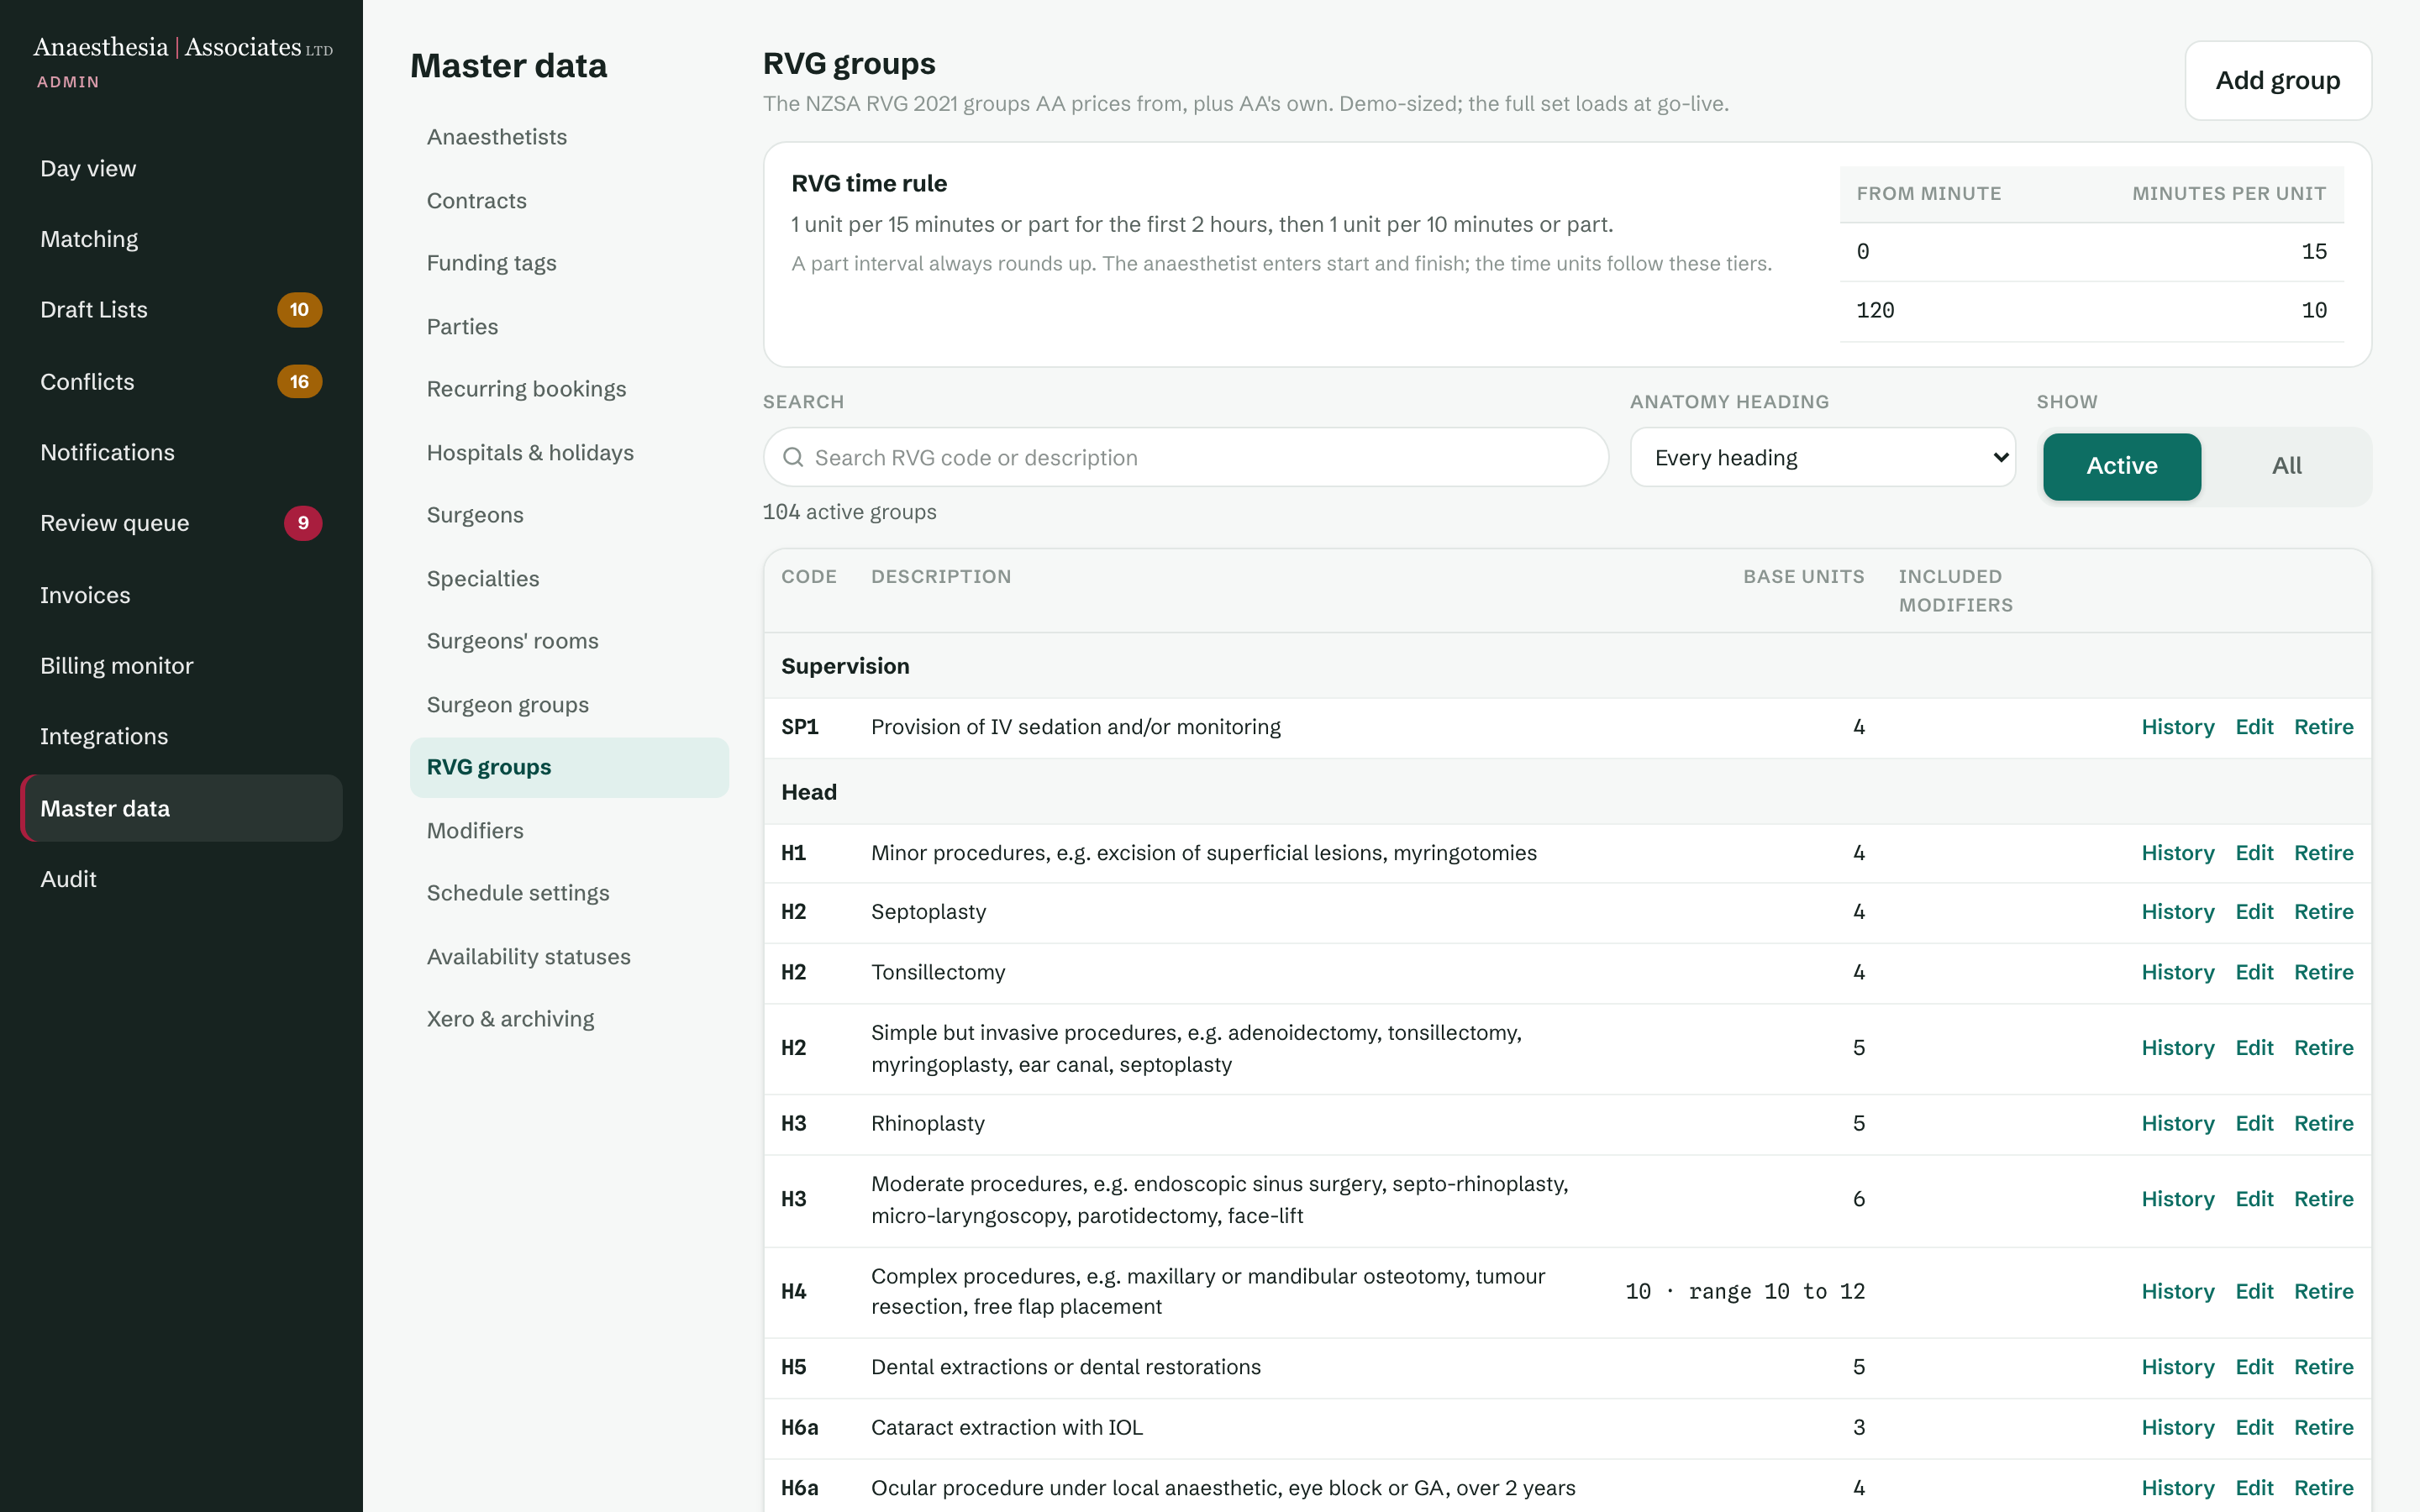 Anaesthesia | Associates LTD
ADMIN
Day view
Matching
Draft Lists 10
Conflicts 16
Notifications
Review queue 9
Invoices
Billing monitor
Integrations
Master data
Audit
Master data
Anaesthetists
Contracts
Funding tags
Parties
Recurring bookings
Hospitals & holidays
Surgeons
Specialties
Surgeons' rooms
Surgeon groups
RVG groups
Modifiers
Schedule settings
Availability statuses
Xero & archiving
RVG groups
The NZSA RVG 2021 groups AA prices from, plus AA's own. Demo-sized; the full set loads at go-live.
Add group
RVG time rule
1 unit per 15 minutes or part for the first 2 hours, then 1 unit per 10 minutes or part.
A part interval always rounds up. The anaesthetist enters start and finish; the time units follow these tiers.
FROM MINUTE MINUTES PER UNIT
0 15
120 10
SEARCH
Search RVG code or description
ANATOMY HEADING
Every heading
SHOW
Active All
104 active groups
CODE DESCRIPTION BASE UNITS INCLUDED
MODIFIERS
Supervision
SP1 Provision of IV sedation and/or monitoring 4 History Edit Retire
Head
H1 Minor procedures, e.g. excision of superficial lesions, myringotomies 4 History Edit Retire
H2 Septoplasty 4 History Edit Retire
H2 Tonsillectomy 4 History Edit Retire
H2 Simple but invasive procedures, e.g. adenoidectomy, tonsillectomy,
myringoplasty, ear canal, septoplasty 5 History Edit Retire
H3 Rhinoplasty 5 History Edit Retire
H3 Moderate procedures, e.g. endoscopic sinus surgery, septo-rhinoplasty,
micro-laryngoscopy, parotidectomy, face-lift 6 History Edit Retire
H4 Complex procedures, e.g. maxillary or mandibular osteotomy, tumour
resection, free flap placement 10 · range 10 to 12 History Edit Retire
H5 Dental extractions or dental restorations 5 History Edit Retire
H6a Cataract extraction with IOL 3 History Edit Retire
H6a Ocular procedure under local anaesthetic, eye block or GA, over 2 years 4 History Edit Retire